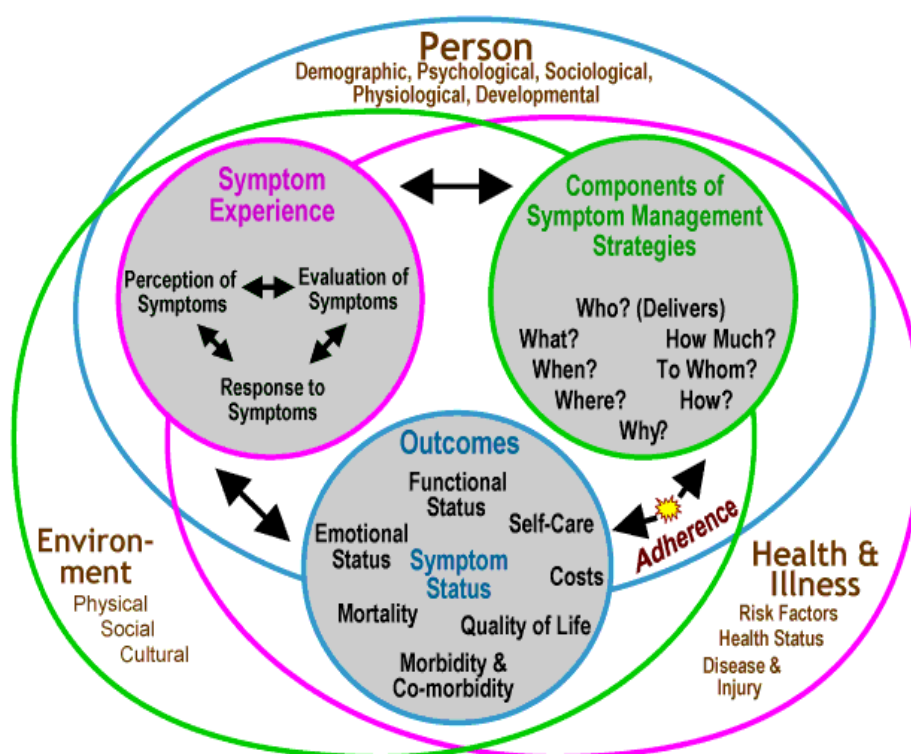 Person
Demographic, Psychological, Sociological,
Physiological, Developmental
Symptom
Experience
Perception of
Symptoms
Evaluation of
Symptoms
Response to
Symptoms
Components of
Symptom Management
Strategies
Who? (Delivers)
What?
How Much?
When?
To Whom?
Where?
How?
Why?
Outcomes
Functional
Status
Self-Care
Emotional
Status
Symptom
Status
Costs
Mortality
Quality of Life
Morbidity &
Co-morbidity
Adherence
Environ-
ment
Physical
Social
Cultural
Health &
Illness
Risk Factors
Health Status
Disease &
Injury